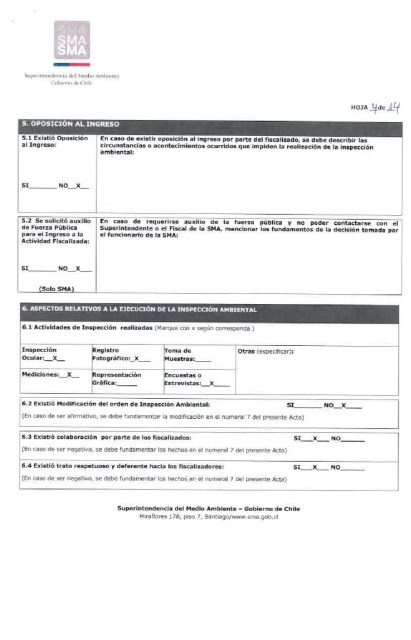 SMA
SMA
Superintendencia del Medio Ambiente
Gobierno de Chile
HOJA 4 de 14
5. OPOSICIÓN AL INGRESO
5.1 Existió Oposición al Ingreso:
SI______ NO__X__
En caso de existir oposición al ingreso por parte del fiscalizado, se debe describir las
circunstancias o acontecimientos ocurridos que impiden la realización de la inspección
ambiental:
5.2 Se solicitó auxilio
de Fuerza Pública
para el Ingreso a la
Actividad Fiscalizada:
SI______ NO__X__
(Solo SMA)
En caso de requerirse auxilio de la fuerza pública y no poder contactarse con el
Superintendente o el Fiscal de la SMA, mencionar los fundamentos de la decisión tomada por
el funcionario de la SMA:
6. ASPECTOS RELATIVOS A LA EJECUCIÓN DE LA INSPECCIÓN AMBIENTAL
6.1 Actividades de Inspección realizadas (Marque con x según corresponda )
Inspección
Ocular:__X__
Registro
Fotográfico:_X___
Toma de
Muestras:_____
Otras (especificar):
Mediciones:__X__
Representación
Gráfica:______
Encuestas o
Entrevistas:__X___
6.2 Existió Modificación del orden de Inspección Ambiental: SI_______ NO__X___
(En caso de ser afirmativo, se debe fundamentar la modificación en el numeral 7 del presente Acta)
6.3 Existió colaboración por parte de los fiscalizados: SI___X___ NO______
(En caso de ser negativo, se debe fundamentar los hechos en el numeral 7 del presente Acta)
6.4 Existió trato respetuoso y deferente hacia los fiscalizadores: SI___X___ NO______
(En caso de ser negativo, se debe fundamentar los hechos en el numeral 7 del presente Acta)
Superintendencia del Medio Ambiente – Gobierno de Chile
Miraflores 178, piso 7, Santiago/www.sma.gob.cl